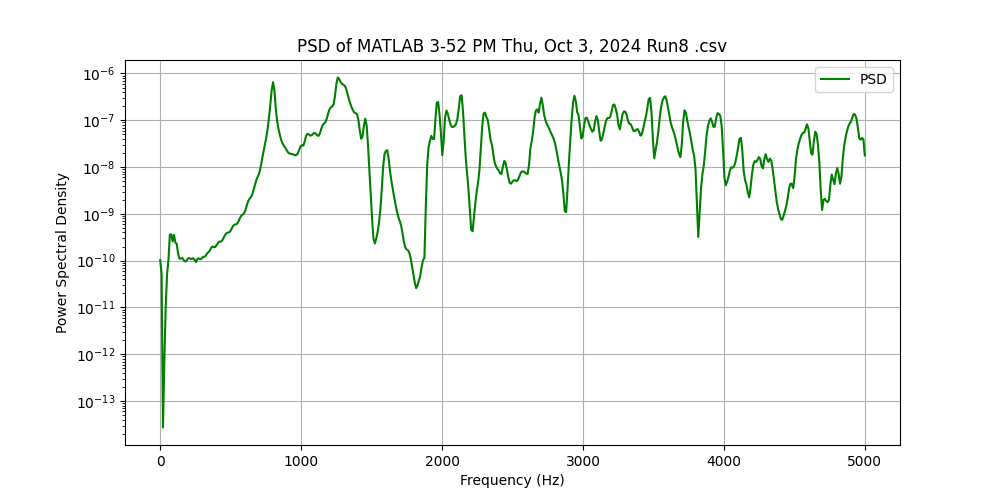 PSD of MATLAB 3-52 PM Thu, Oct 3, 2024 Run8 .csv
PSD
Power Spectral Density
10⁻⁶
10⁻⁷
10⁻⁸
10⁻⁹
10⁻¹⁰
10⁻¹¹
10⁻¹²
10⁻¹³
0 1000 2000 3000 4000 5000
Frequency (Hz)